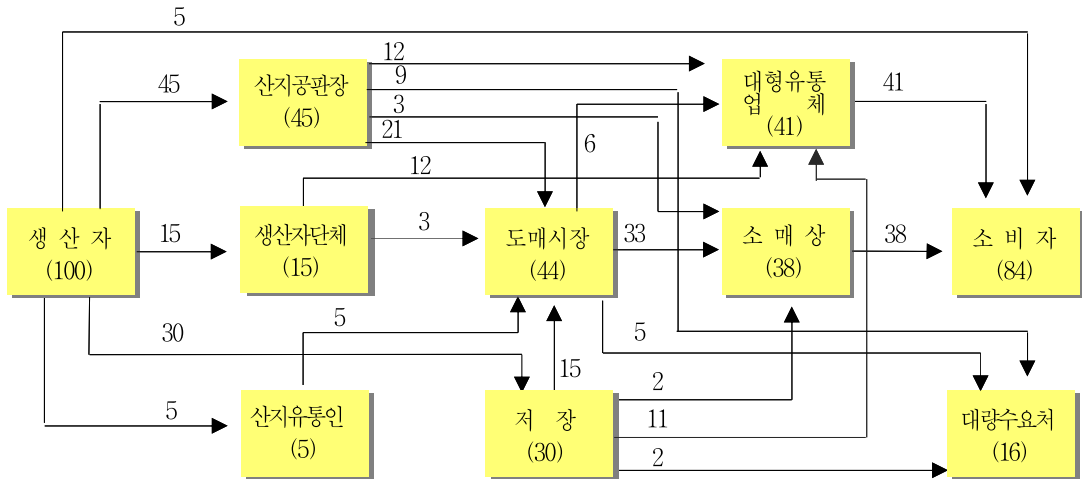 5
12
9
3
21
45
산지공판장
(45)
대형유통
업 체
(41)
41
6
12
생 산 자
(100)
15
생산자단체
(15)
3
도매시장
(44)
33
소 매 상
(38)
38
소 비 자
(84)
30
5
5
15
2
11
2
5
산지유통인
(5)
저 장
(30)
대량수요처
(16)